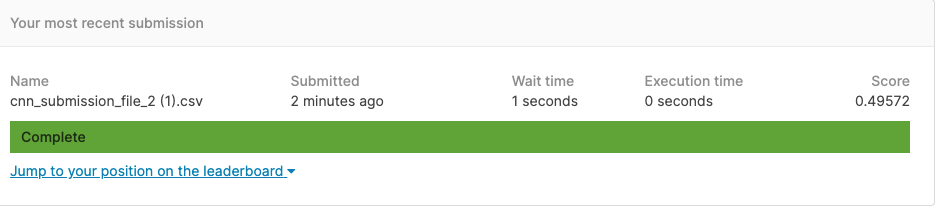 Your most recent submission
Name Submitted Wait time Execution time Score
cnn_submission_file_2 (1).csv 2 minutes ago 1 seconds 0 seconds 0.49572
Complete
Jump to your position on the leaderboard